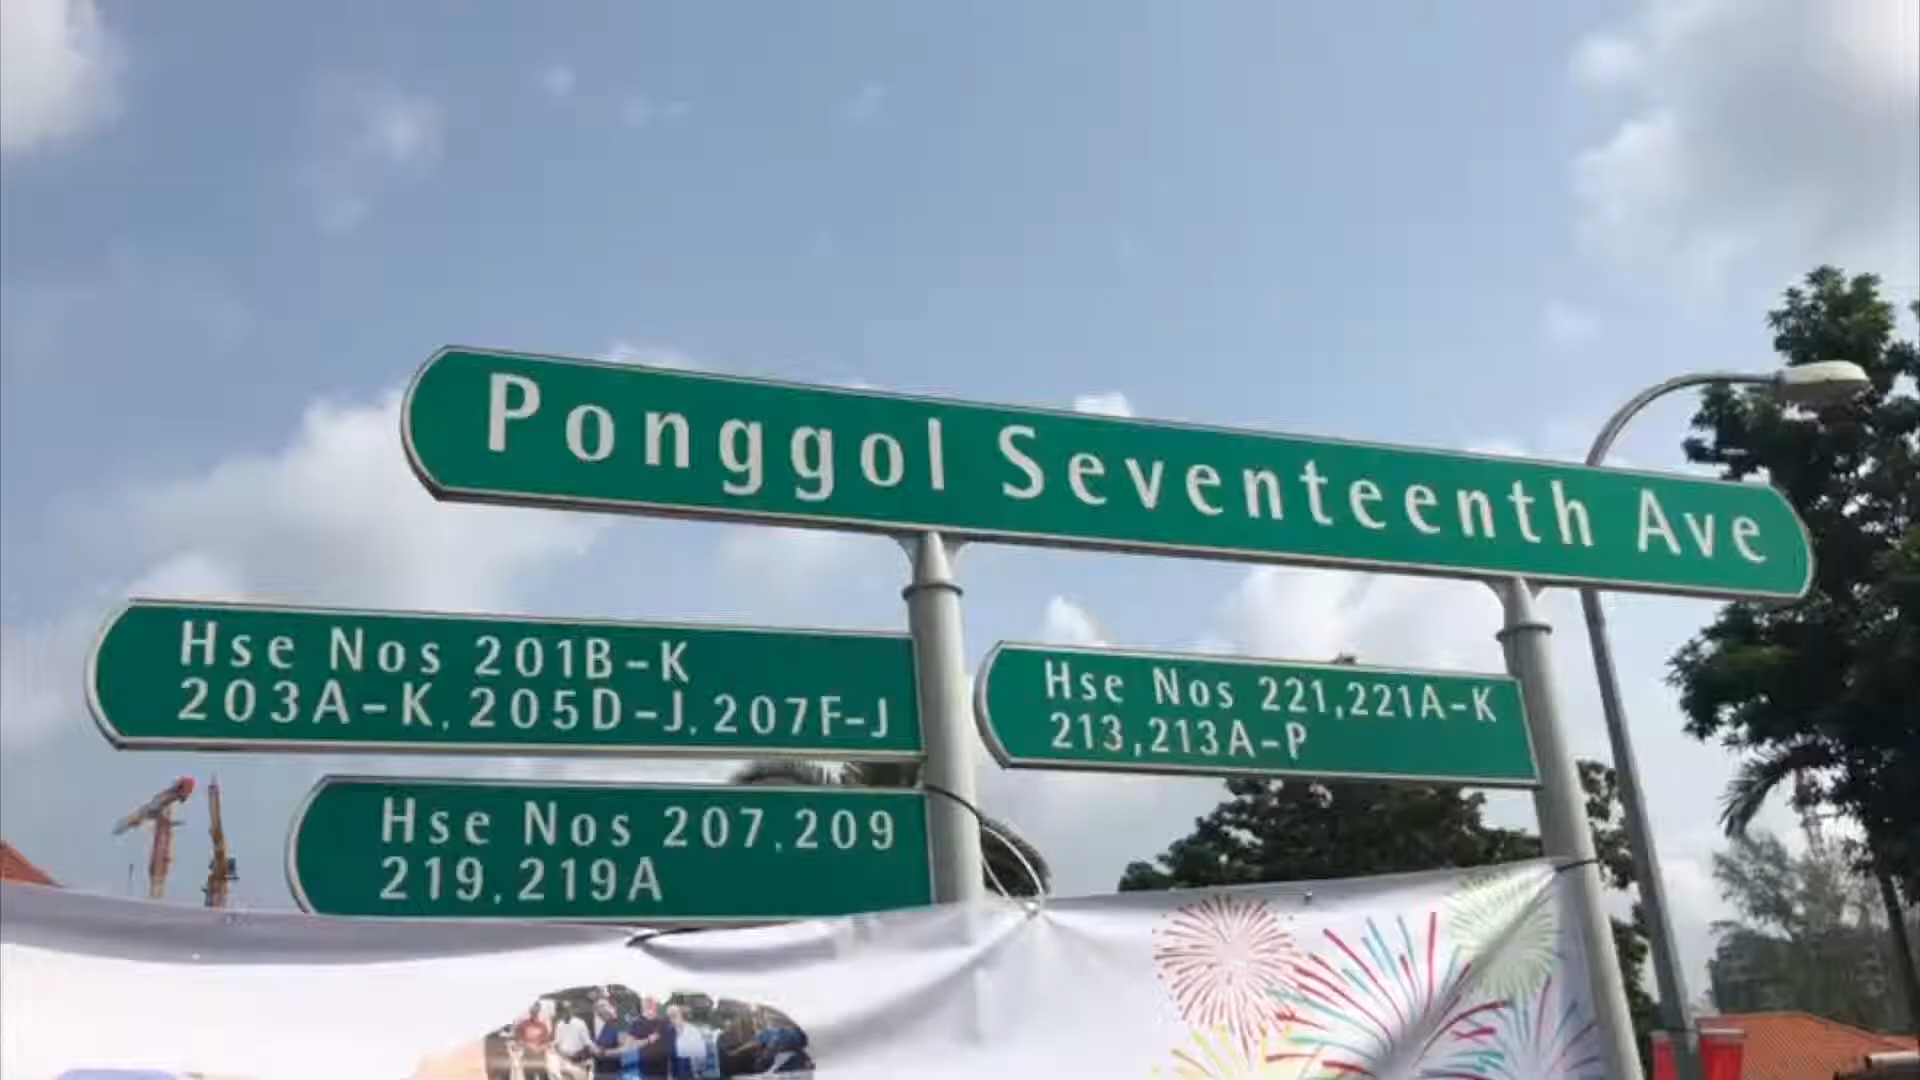 Ponggol Seventeenth Ave
Hse Nos 201B-K
203A-K, 205D-J, 207F-J
Hse Nos 221,221A-K
213,213A-P
Hse Nos 207,209
219,219A